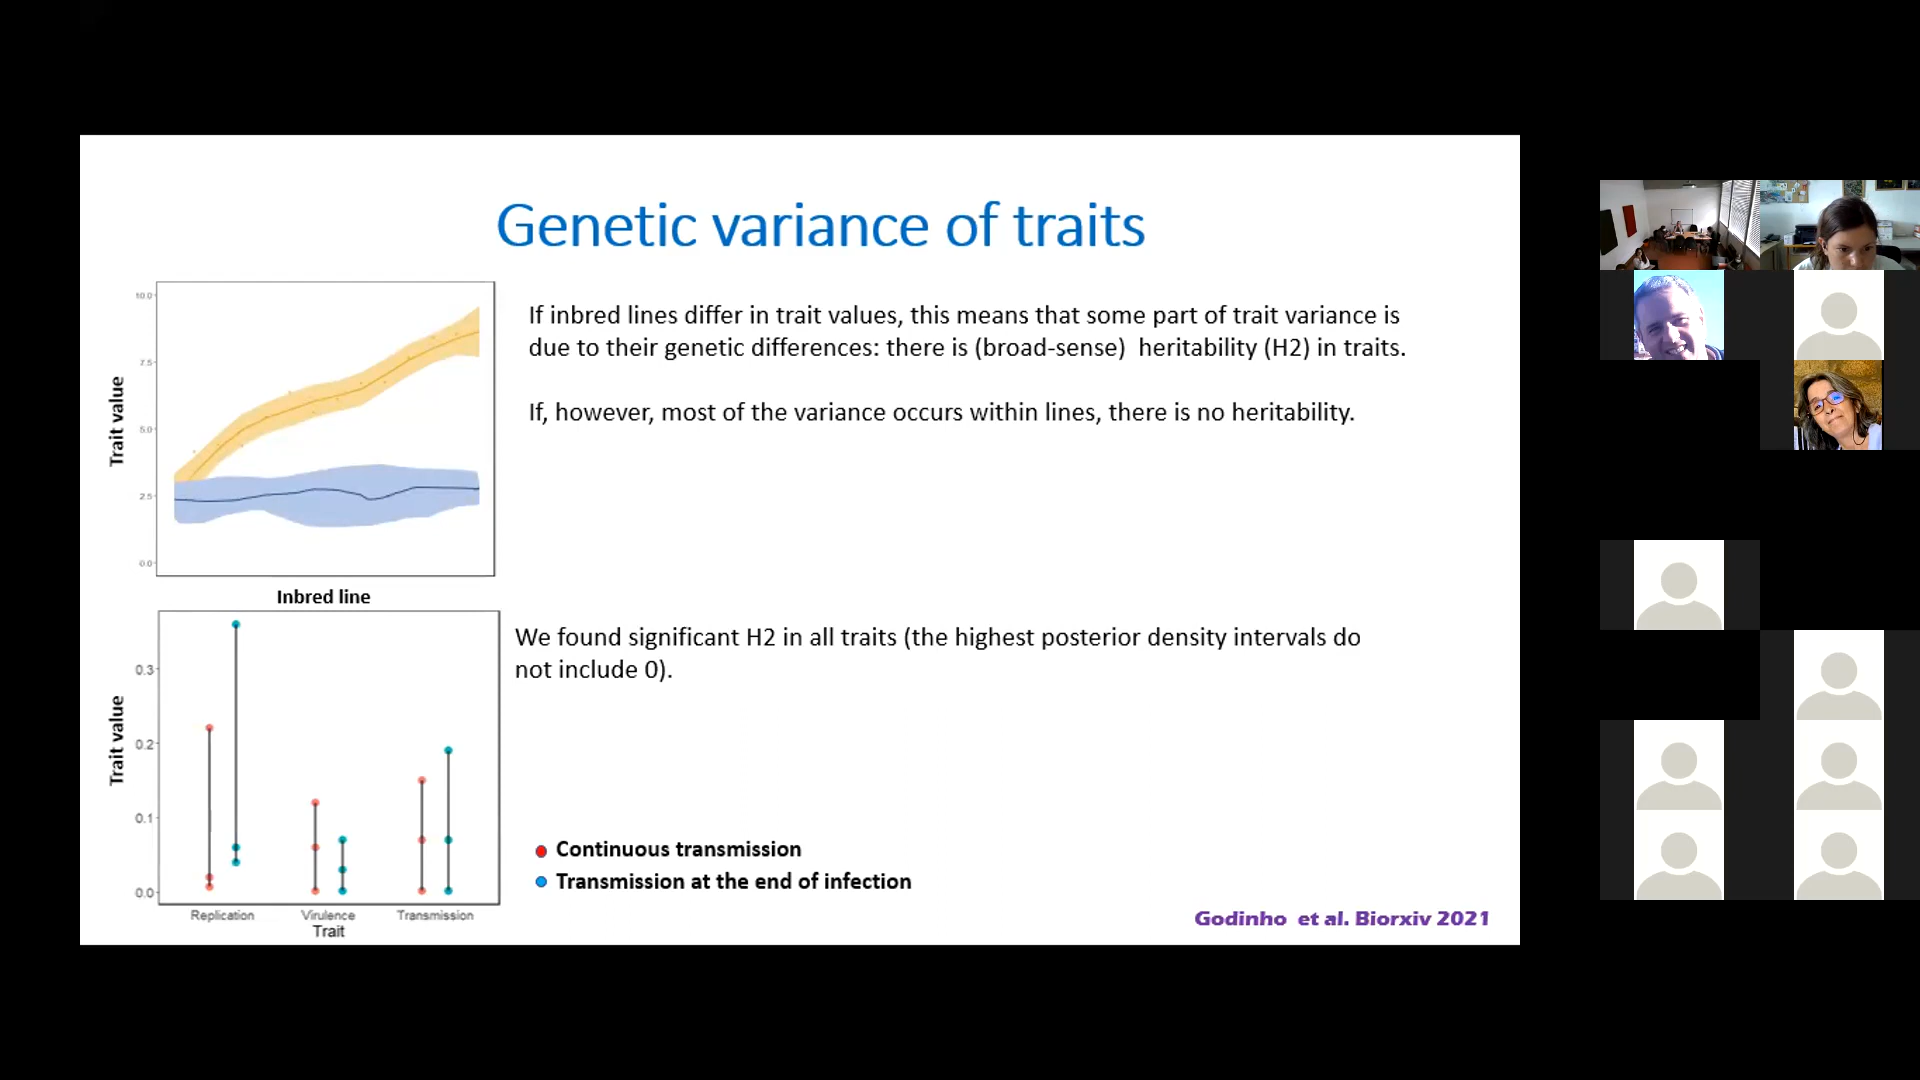 Genetic variance of traits
10.0
7.5
5.0
2.5
0.0
Trait value
Inbred line
If inbred lines differ in trait values, this means that some part of trait variance is
due to their genetic differences: there is (broad-sense) heritability (H2) in traits.
If, however, most of the variance occurs within lines, there is no heritability.
0.3
0.2
0.1
0.0
Trait value
Replication Virulence Transmission
Trait
We found significant H2 in all traits (the highest posterior density intervals do
not include 0).
Continuous transmission
Transmission at the end of infection
Godinho et al. Biorxiv 2021